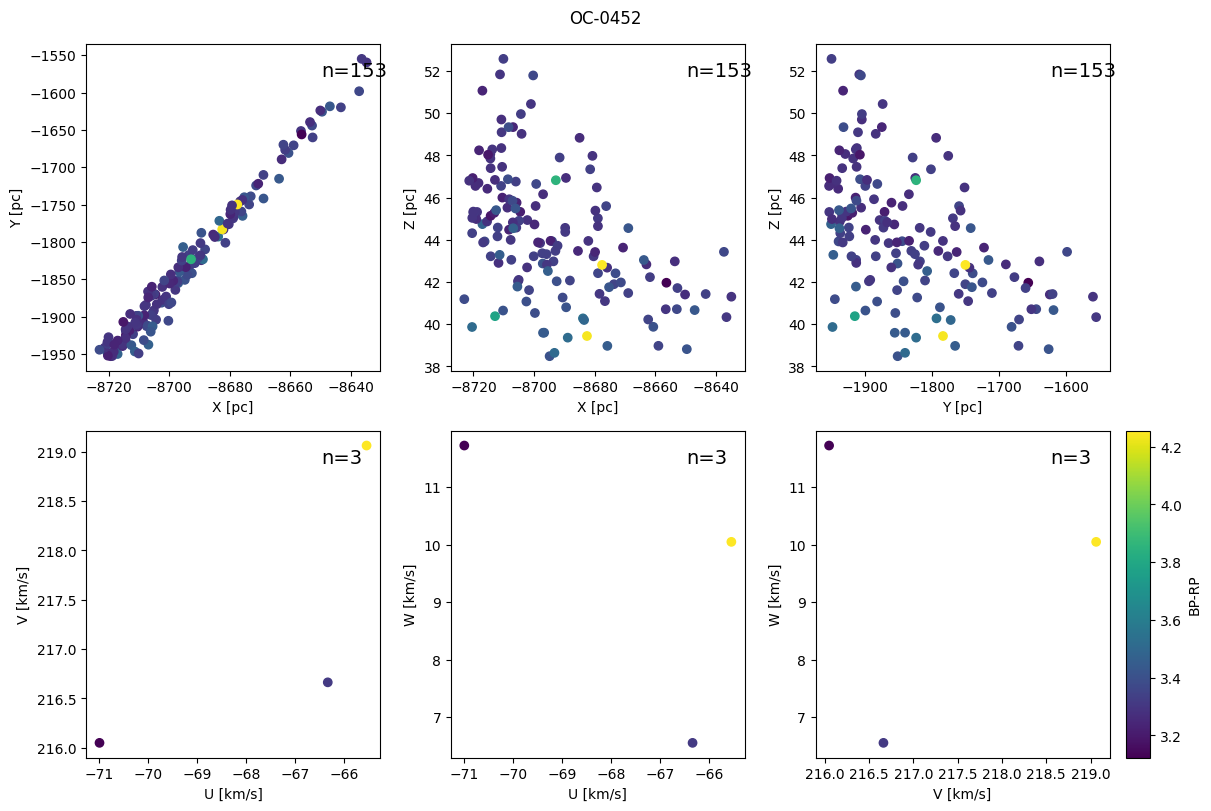 OC-0452
n=153
−1550
−1600
−1650
−1700
−1750
−1800
−1850
−1900
−1950
Y [pc]
−8720 −8700 −8680 −8660 −8640
X [pc]
n=153
52
50
48
46
44
42
40
38
Z [pc]
−8720 −8700 −8680 −8660 −8640
X [pc]
n=153
52
50
48
46
44
42
40
38
Z [pc]
−1900 −1800 −1700 −1600
Y [pc]
n=3
219.0
218.5
218.0
217.5
217.0
216.5
216.0
V [km/s]
−71 −70 −69 −68 −67 −66
U [km/s]
n=3
11
10
9
8
7
W [km/s]
−71 −70 −69 −68 −67 −66
U [km/s]
n=3
11
10
9
8
7
W [km/s]
216.0 216.5 217.0 217.5 218.0 218.5 219.0
V [km/s]
4.2
4.0
3.8
3.6
3.4
3.2
BP-RP